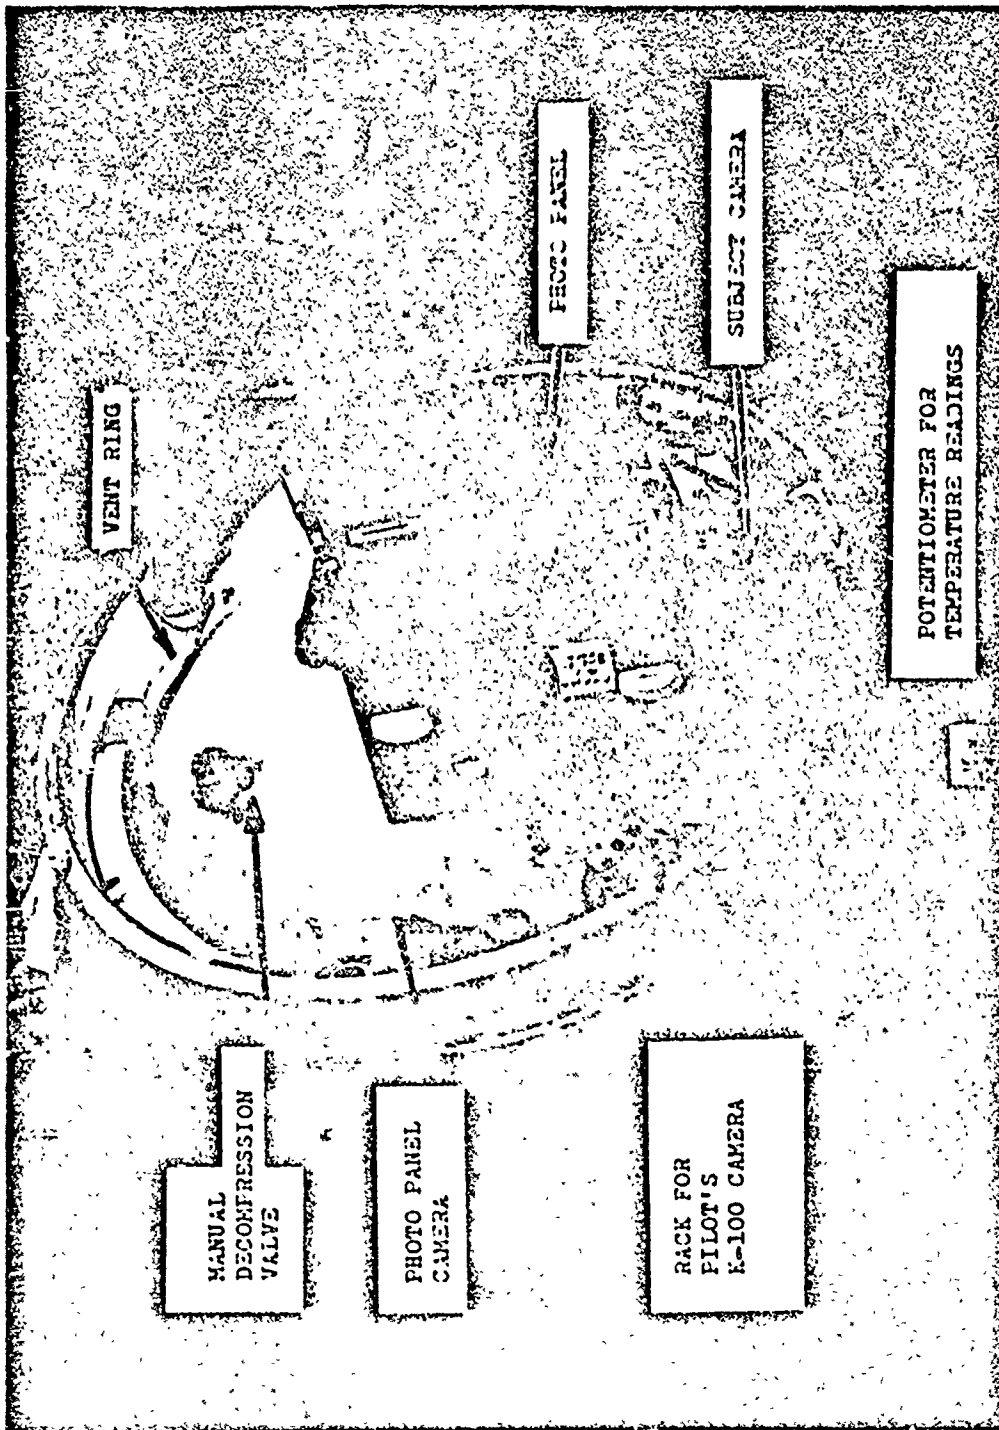 VENT RING
MANUAL
DECOMPRESSION
VALVE
PHOTO PANEL
CAMERA
PHOTO PANEL
SUBJECT CAMERA
RACK FOR
PILOT'S
K-100 CAMERA
POTENTIOMETER FOR
TEMPERATURE READINGS